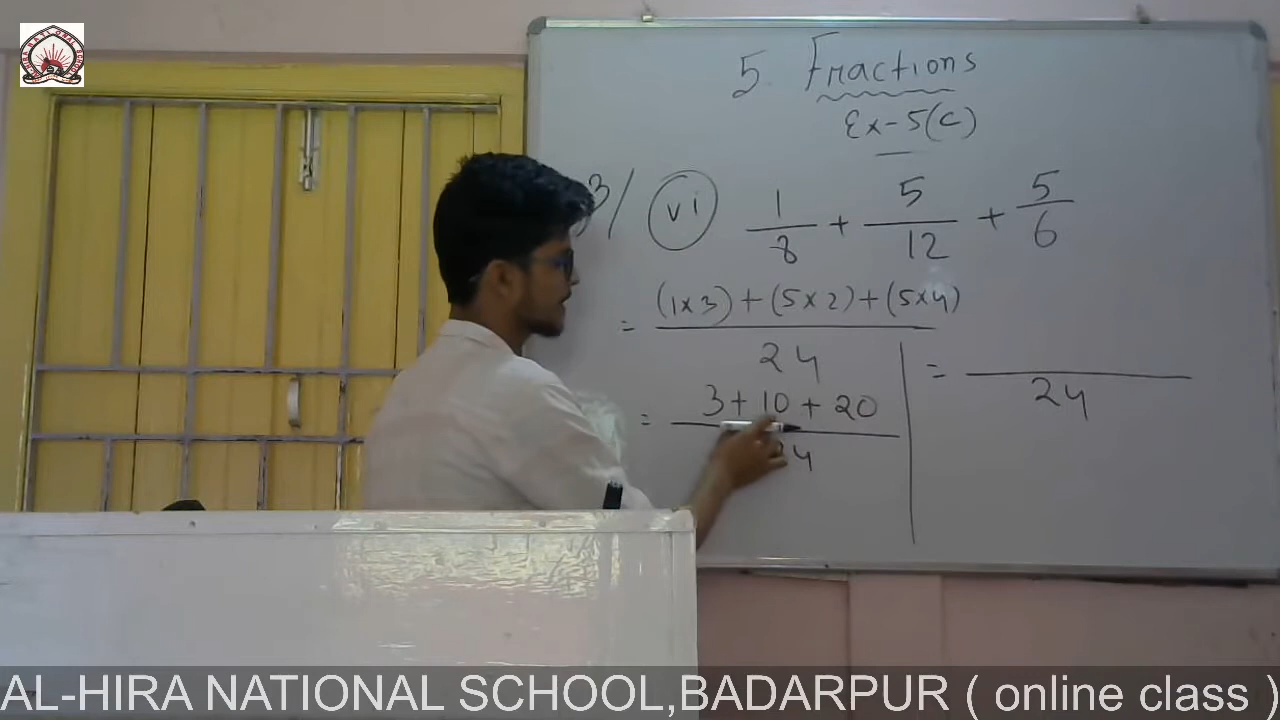 5. Fractions
Ex-5(c)
3/ (vi) 1/8 + 5/12 + 5/6
= (1x3)+(5x2)+(5x4) / 24
= 3+10+20 / 24
= / 24
AL-HIRA NATIONAL SCHOOL,BADARPUR ( online class )